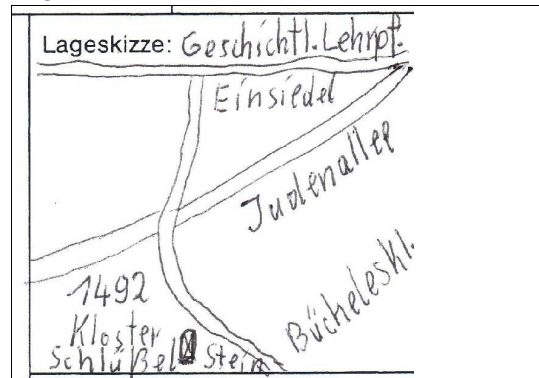 Lageskizze: Geschichtl. Lehrpf.
Einsiedel
Judenallee
Bücheleskl.
1492
Kloster
Schlüßel Stein